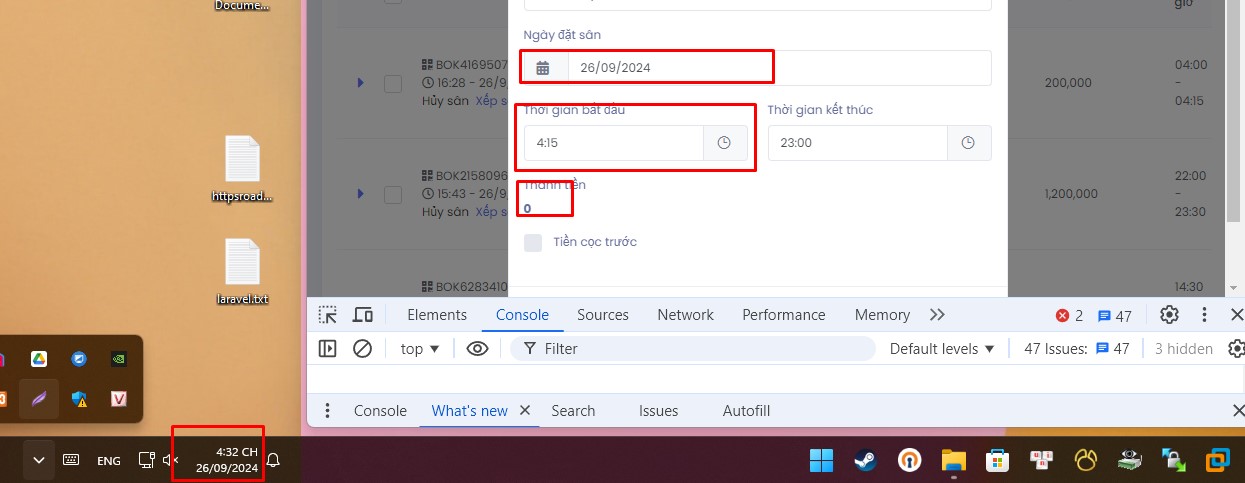 Docume...
giờ
Ngày đặt sân
26/09/2024
BOK4169507
16:28 - 26/9
Hủy sân Xếp s
200,000
04:00
-
04:15
Thời gian bắt đầu
Thời gian kết thúc
4:15
23:00
httpsroad...
BOK2158096
15:43 - 26/9
Hủy sân Xếp s
1,200,000
22:00
-
23:30
Thành tiền
0
Tiền cọc trước
laravel.txt
BOK6283410
14:30
Elements
Console
Sources
Network
Performance
Memory
2
47
top
Filter
Default levels
47 Issues:
47
3 hidden
Console
What's new
Search
Issues
Autofill
ENG
4:32 CH
26/09/2024